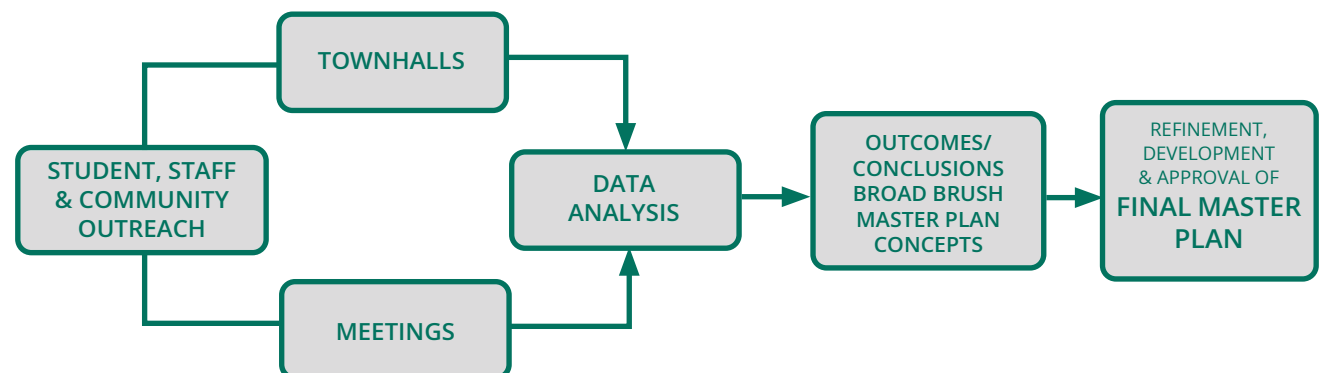 TOWNHALLS
STUDENT, STAFF
& COMMUNITY
OUTREACH
MEETINGS
DATA
ANALYSIS
OUTCOMES/
CONCLUSIONS
BROAD BRUSH
MASTER PLAN
CONCEPTS
REFINEMENT,
DEVELOPMENT
& APPROVAL OF
FINAL MASTER
PLAN